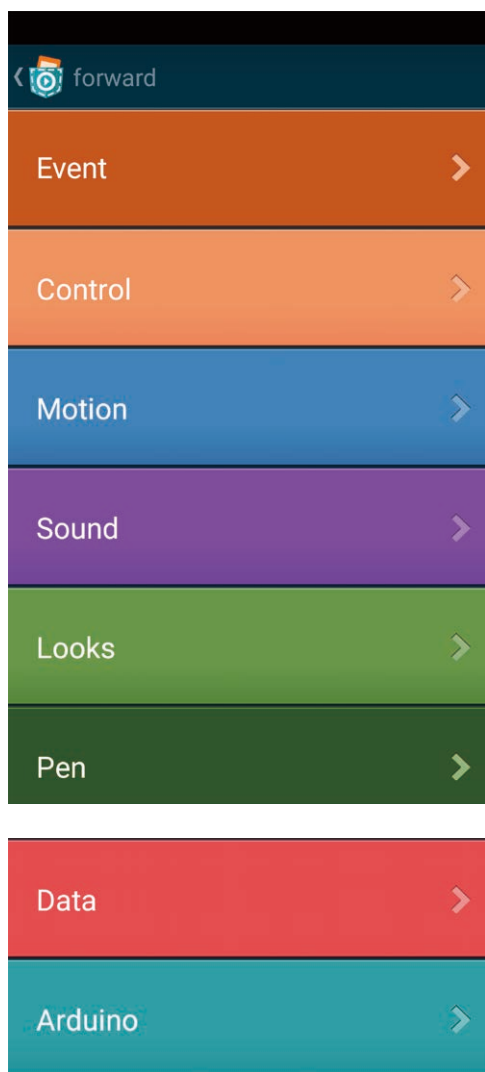 forward
Event
Control
Motion
Sound
Looks
Pen
Data
Arduino